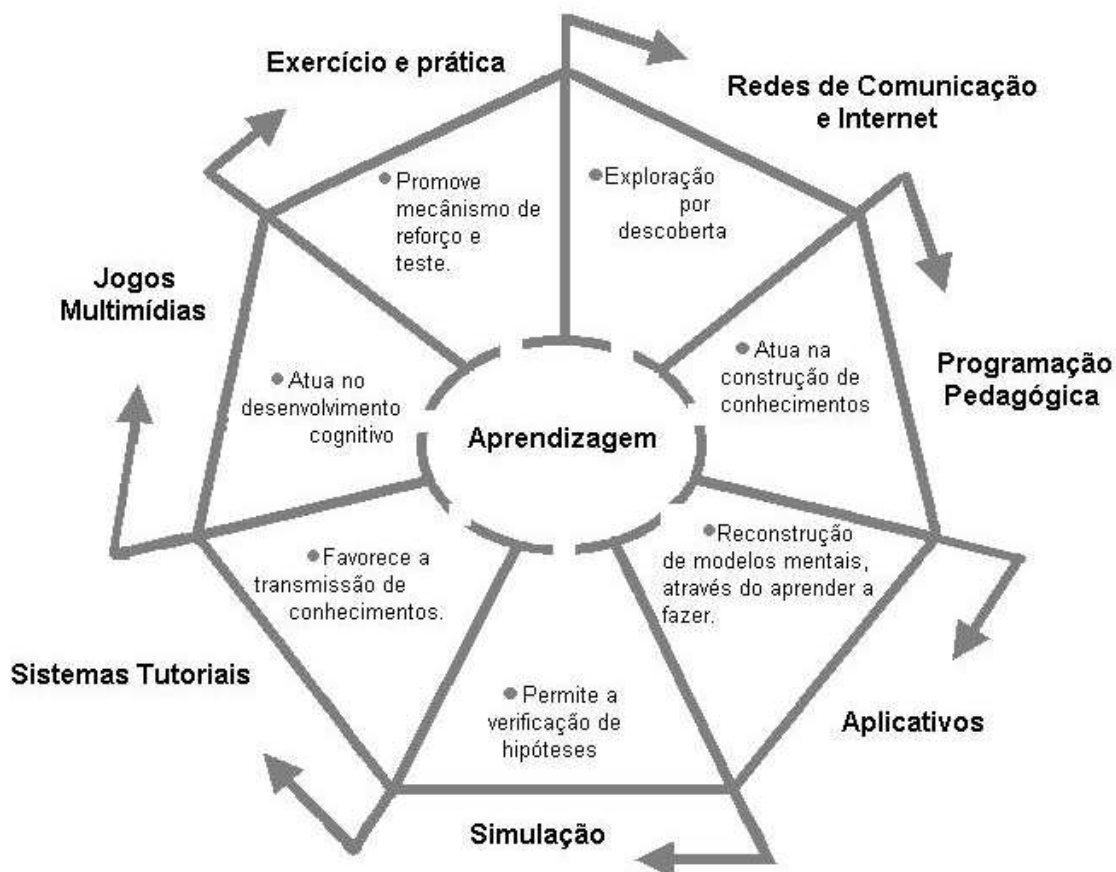 Exercício e prática
Redes de Comunicação
e Internet
Promove
mecânismo de
reforço e
teste.
Exploração
por
descoberta
Jogos
Multimídias
Atua no
desenvolvimento
cognitivo
Atua na
construção de
conhecimentos
Programação
Pedagógica
Aprendizagem
Favorece a
transmissão de
conhecimentos.
Reconstrução
de modelos mentais,
através do aprender a
fazer.
Sistemas Tutoriais
Permite a
verificação de
hipóteses
Aplicativos
Simulação